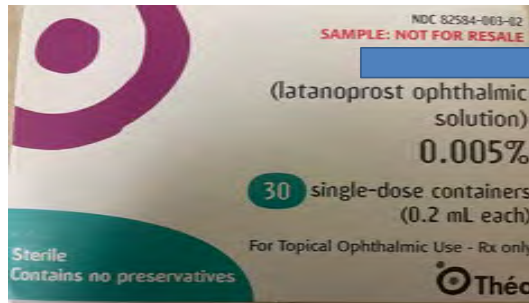 NDC 82584-003-02
SAMPLE: NOT FOR RESALE
(latanoprost ophthalmic
solution)
0.005%
30 single-dose containers
(0.2 mL each)
For Topical Ophthalmic Use - Rx only
Sterile
Contains no preservatives
Théa